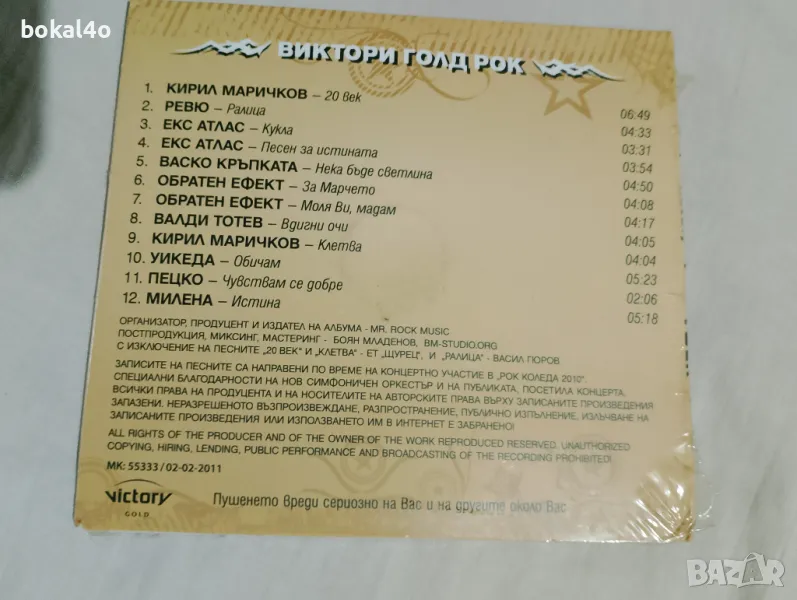 bokal4o
ВИКТОРИ ГОЛД РОК
1. КИРИЛ МАРИЧКОВ – 20 век 06:49
2. РЕВЮ – Ралица 04:33
3. ЕКС АТЛАС – Кукла 03:31
4. ЕКС АТЛАС – Песен за истината 03:54
5. ВАСКО КРЪПКАТА – Нека бъде светлина 04:50
6. ОБРАТЕН ЕФЕКТ – За Марчето 04:08
7. ОБРАТЕН ЕФЕКТ – Моля Ви, мадам 04:17
8. ВАЛДИ ТОТЕВ – Вдигни очи 04:05
9. КИРИЛ МАРИЧКОВ – Клетва 04:04
10. УИКЕДА – Обичам 05:23
11. ПЕЦКО – Чувствам се добре 02:06
12. МИЛЕНА – Истина 05:18
ОРГАНИЗАТОР, ПРОДУЦЕНТ И ИЗДАТЕЛ НА АЛБУМА - MR. ROCK MUSIC
ПОСТПРОДУКЦИЯ, МИКСИНГ, МАСТЕРИНГ - БОЯН МЛАДЕНОВ, BM-STUDIO.ORG
С ИЗКЛЮЧЕНИЕ НА ПЕСНИТЕ „20 ВЕК" И „КЛЕТВА" - ЕТ „ЩУРЕЦ", И „РАЛИЦА" - ВАСИЛ ГЮРОВ
ЗАПИСИТЕ НА ПЕСНИТЕ СА НАПРАВЕНИ ПО ВРЕМЕ НА КОНЦЕРТНО УЧАСТИЕ В „РОК КОЛЕДА 2010".
СПЕЦИАЛНИ БЛАГОДАРНОСТИ НА НОВ СИМФОНИЧЕН ОРКЕСТЪР И НА ПУБЛИКАТА, ПОСЕТИЛА КОНЦЕРТА.
ВСИЧКИ ПРАВА НА ПРОДУЦЕНТА И НА НОСИТЕЛИТЕ НА АВТОРСКИТЕ ПРАВА ВЪРХУ ЗАПИСАНИТЕ ПРОИЗВЕДЕНИЯ
ЗАПАЗЕНИ. НЕРАЗРЕШЕНОТО ВЪЗПРОИЗВЕЖДАНЕ, РАЗПРОСТРАНЕНИЕ, ПУБЛИЧНО ИЗПЪЛНЕНИЕ, ИЗЛЪЧВАНЕ НА
ЗАПИСАНИТЕ ПРОИЗВЕДЕНИЯ ИЛИ ИЗПОЛЗВАНЕТО ИМ В ИНТЕРНЕТ Е ЗАБРАНЕНО!
ALL RIGHTS OF THE PRODUCER AND OF THE OWNER OF THE WORK REPRODUCED RESERVED. UNAUTHORIZED
COPYING, HIRING, LENDING, PUBLIC PERFORMANCE AND BROADCASTING OF THE RECORDING PROHIBITED!
МК: 55333/02-02-2011
victory
GOLD
Пушенето вреди сериозно на Вас и на другите около Вас
BAZAR